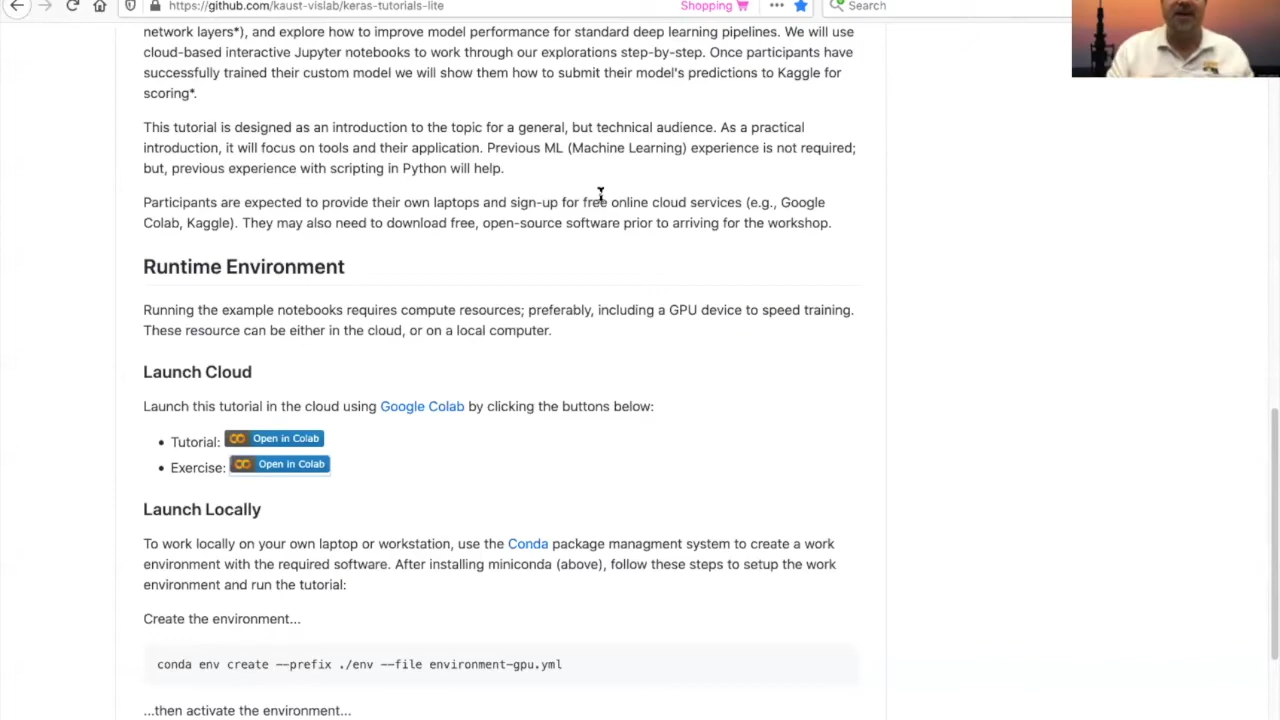 https://github.com/kaust-vislab/keras-tutorials-lite
Shopping
Search
network layers*), and explore how to improve model performance for standard deep learning pipelines. We will use
cloud-based interactive Jupyter notebooks to work through our explorations step-by-step. Once participants have
successfully trained their custom model we will show them how to submit their model's predictions to Kaggle for
scoring*.
This tutorial is designed as an introduction to the topic for a general, but technical audience. As a practical
introduction, it will focus on tools and their application. Previous ML (Machine Learning) experience is not required;
but, previous experience with scripting in Python will help.
Participants are expected to provide their own laptops and sign-up for free online cloud services (e.g., Google
Colab, Kaggle). They may also need to download free, open-source software prior to arriving for the workshop.
Runtime Environment
Running the example notebooks requires compute resources; preferably, including a GPU device to speed training.
These resource can be either in the cloud, or on a local computer.
Launch Cloud
Launch this tutorial in the cloud using Google Colab by clicking the buttons below:
• Tutorial: Open in Colab
• Exercise: Open in Colab
Launch Locally
To work locally on your own laptop or workstation, use the Conda package managment system to create a work
environment with the required software. After installing miniconda (above), follow these steps to setup the work
environment and run the tutorial:
Create the environment...
conda env create --prefix ./env --file environment-gpu.yml
...then activate the environment...